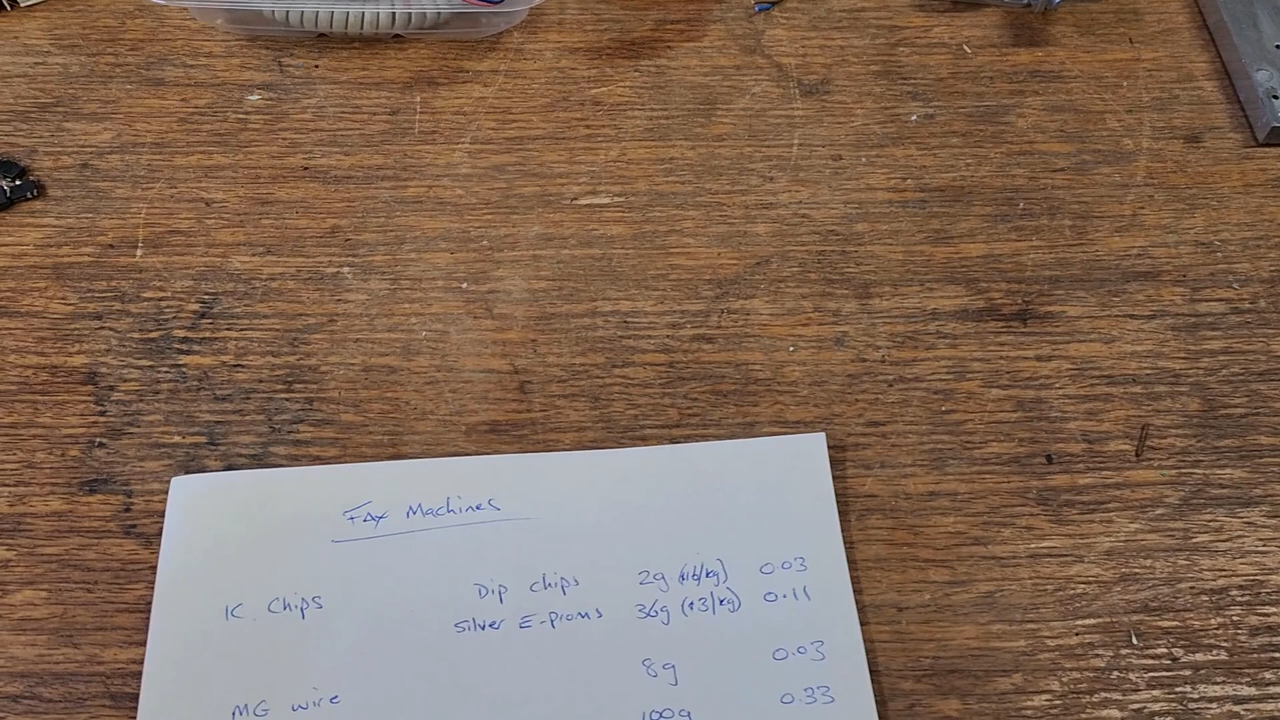 Fax Machines
IC Chips Dip chips 2g ($16/kg) 0.03
Silver E-proms 36g ($3/kg) 0.11
8g 0.03
MG wire 100g 0.33